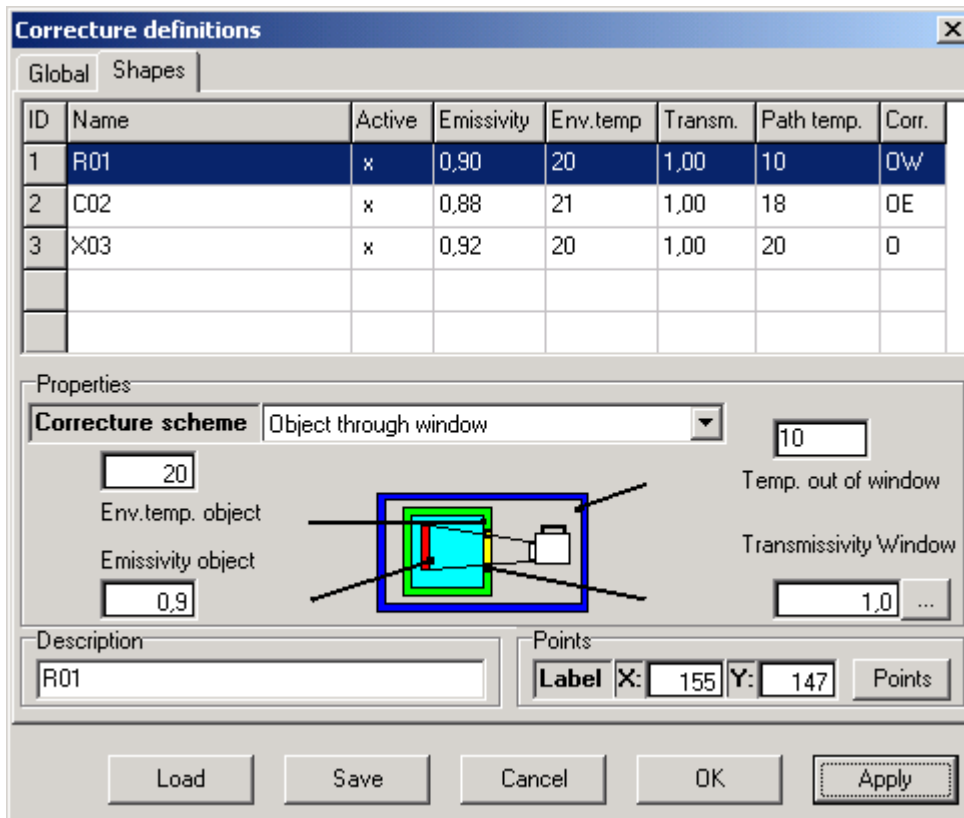 Correcture definitions
Global Shapes
ID Name Active Emissivity Env.temp Transm. Path temp. Corr.
1 R01 x 0,90 20 1,00 10 OW
2 C02 x 0,88 21 1,00 18 OE
3 X03 x 0,92 20 1,00 20 O
Properties
Correcture scheme Object through window
10
20
Temp. out of window
Env.temp. object
Transmissivity Window
Emissivity object
0,9
1,0 ...
Description
R01
Points
Label X: 155 Y: 147 Points
Load Save Cancel OK Apply